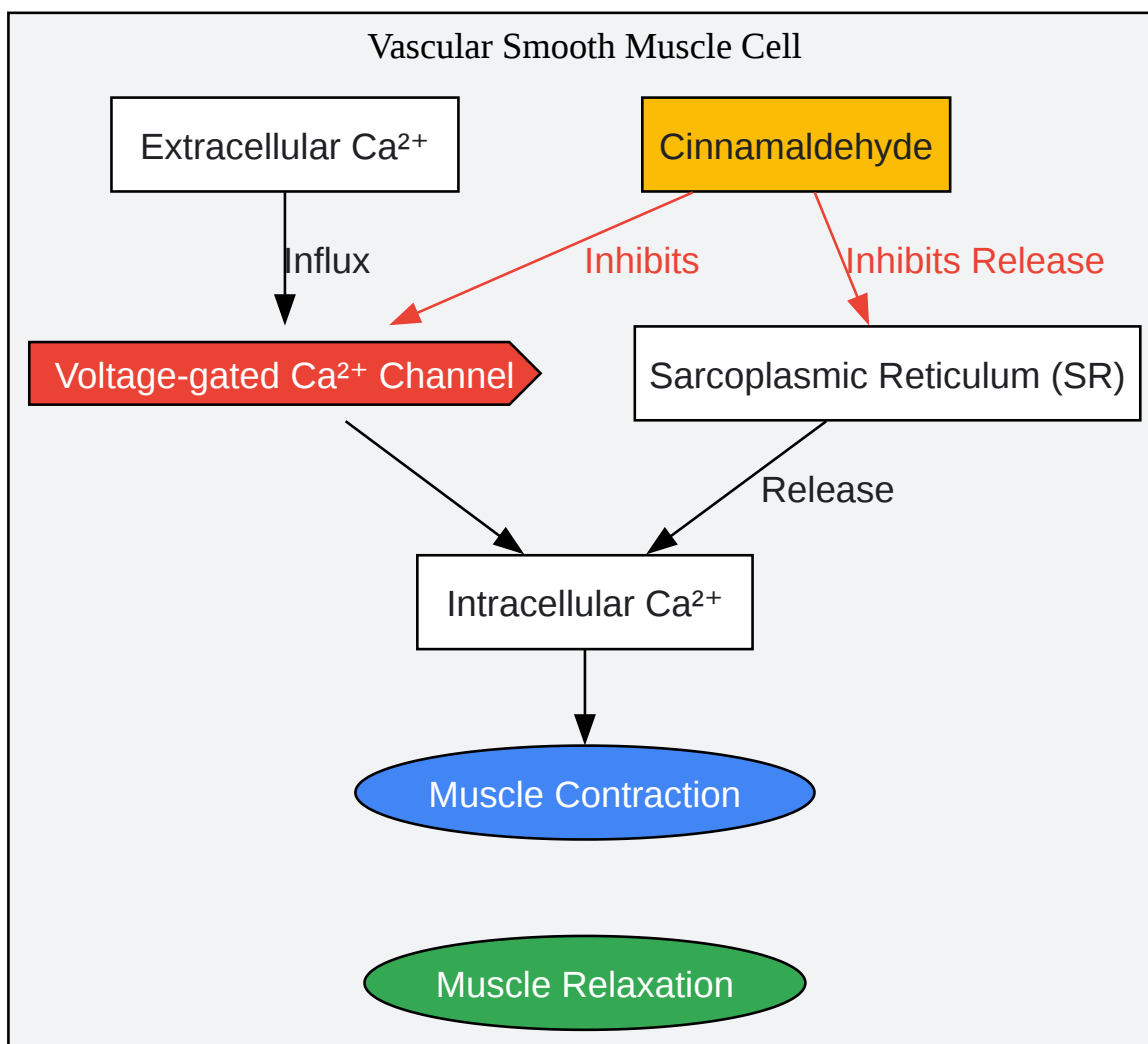 Vascular Smooth Muscle Cell
Extracellular Ca²⁺
Cinnamaldehyde
Influx
Inhibits
Inhibits Release
Voltage-gated Ca²⁺ Channel
Sarcoplasmic Reticulum (SR)
Release
Intracellular Ca²⁺
Muscle Contraction
Muscle Relaxation